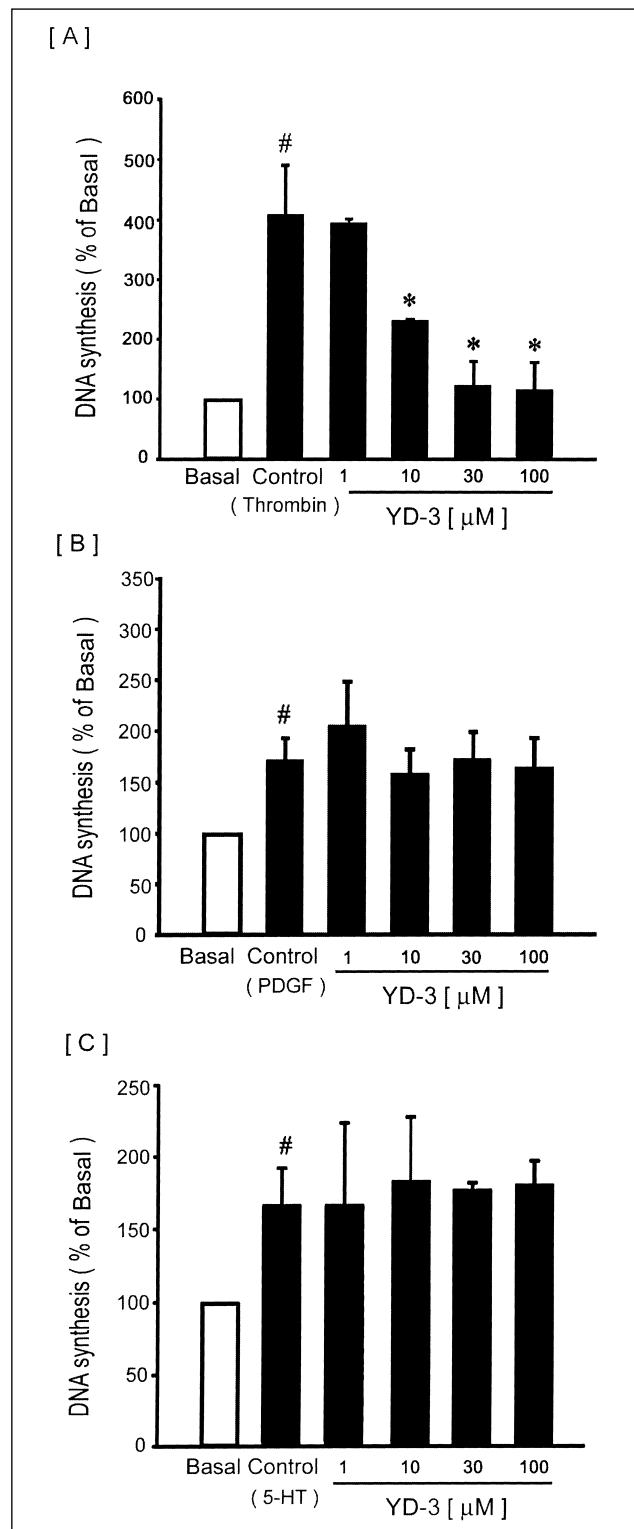 [ A ]
DNA synthesis ( % of Basal )
600
500
400
300
200
100
0
#
*
*
*
Basal Control 1 10 30 100
( Thrombin )
YD-3 [ μM ]
[ B ]
DNA synthesis ( % of Basal )
350
300
250
200
150
100
50
0
#
Basal Control 1 10 30 100
( PDGF )
YD-3 [ μM ]
[ C ]
DNA synthesis ( % of Basal )
250
200
150
100
50
0
#
Basal Control 1 10 30 100
( 5-HT )
YD-3 [ μM ]